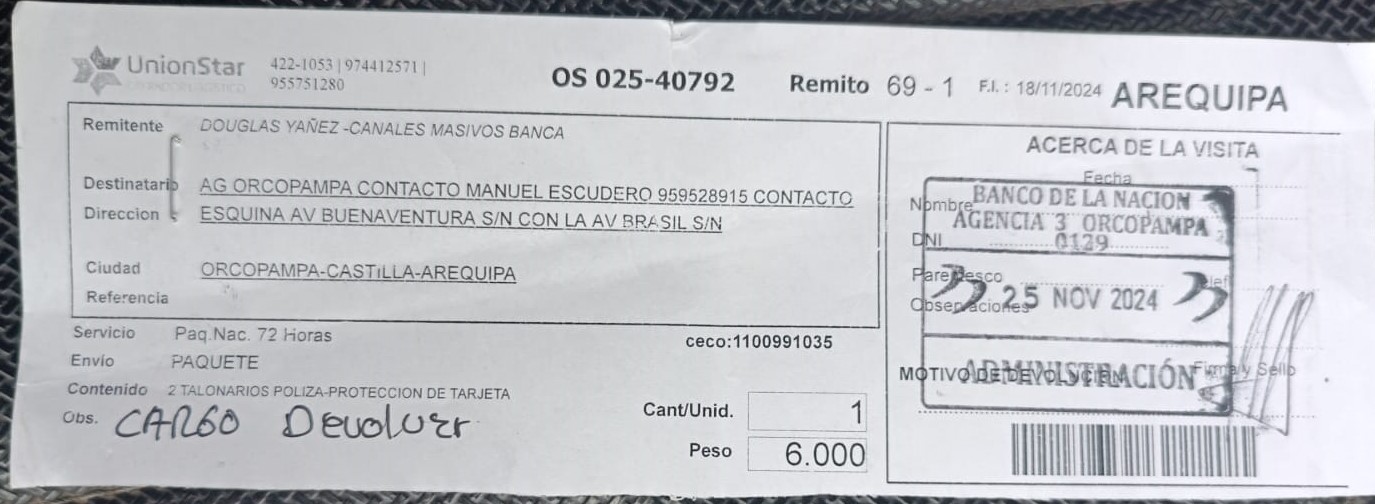 UnionStar
OPERADOR LOGISTICO
422-1053 | 974412571 |
955751280
OS 025-40792
Remito 69 - 1
F.I. : 18/11/2024
AREQUIPA
Remitente DOUGLAS YAÑEZ -CANALES MASIVOS BANCA
Destinatario AG ORCOPAMPA CONTACTO MANUEL ESCUDERO 959528915 CONTACTO
Direccion ESQUINA AV BUENAVENTURA S/N CON LA AV BRASIL S/N
Ciudad ORCOPAMPA-CASTILLA-AREQUIPA
Referencia
Servicio Paq.Nac. 72 Horas
ceco:1100991035
Envío PAQUETE
Contenido 2 TALONARIOS POLIZA-PROTECCION DE TARJETA
Obs. CARGO Devolver
Cant/Unid. 1
Peso 6.000
ACERCA DE LA VISITA
Fecha
Nombre
DNI
Parentesco
Observaciones
MOTIVO DE DEVOLUCION
Firma y Sello
BANCO DE LA NACION
AGENCIA 3 ORCOPAMPA
0129
25 NOV 2024
ADMINISTRACIÓN